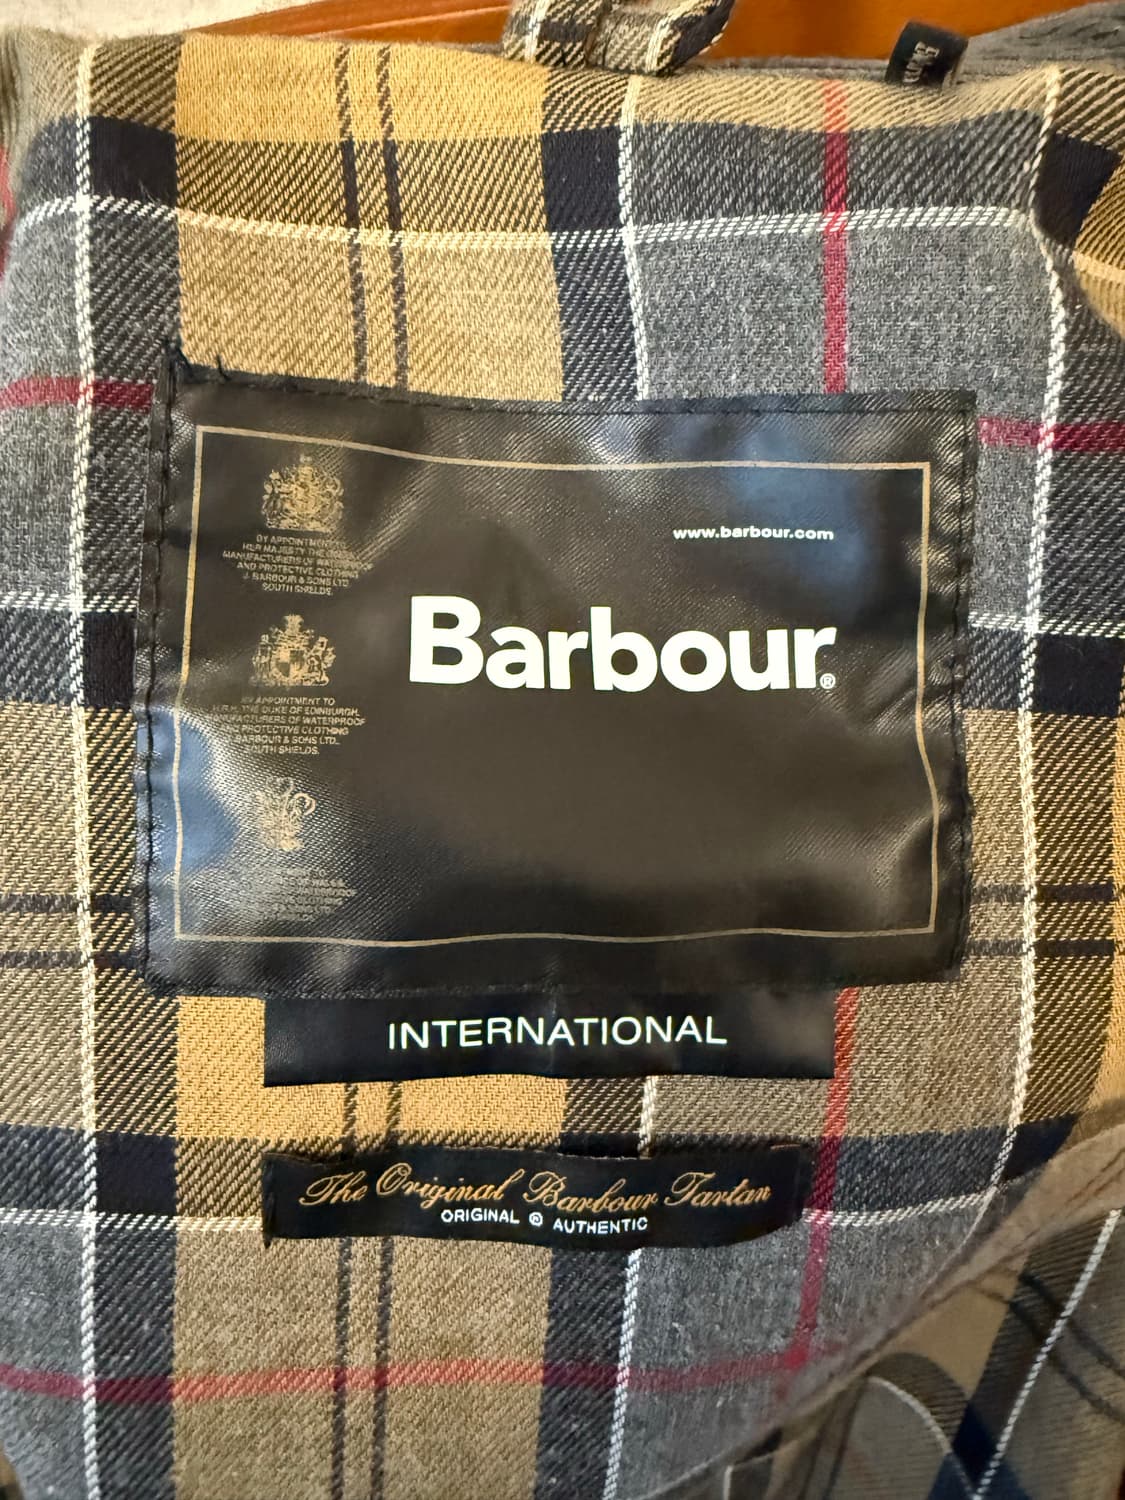 www.barbour.com
BY APPOINTMENT TO
HER MAJESTY THE QUEEN
MANUFACTURERS OF WATERPROOF
AND PROTECTIVE CLOTHING
J. BARBOUR & SONS LTD
SOUTH SHIELDS.
Barbour®
BY APPOINTMENT TO
H.R.H. THE DUKE OF EDINBURGH
MANUFACTURERS OF WATERPROOF
AND PROTECTIVE CLOTHING
J. BARBOUR & SONS LTD.
SOUTH SHIELDS.
INTERNATIONAL
The Original Barbour Tartan
ORIGINAL ® AUTHENTIC